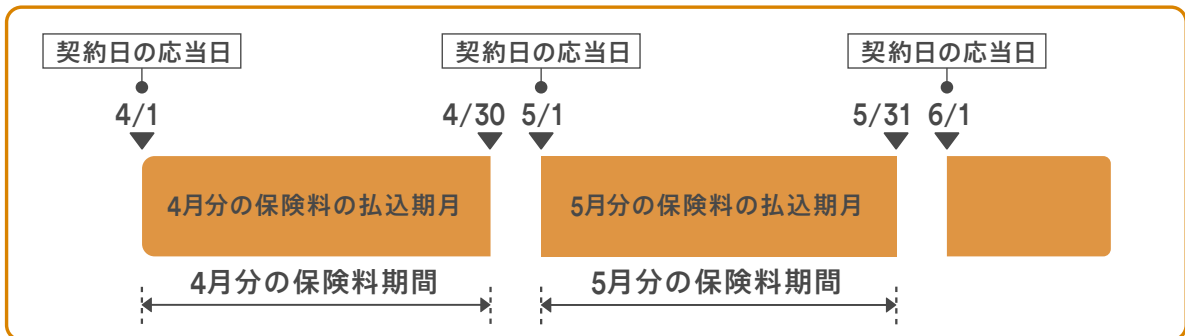 契約日の応当日
契約日の応当日
契約日の応当日
4/1
4/30
5/1
5/31
6/1
4月分の保険料の払込期月
5月分の保険料の払込期月
4月分の保険料期間
5月分の保険料期間